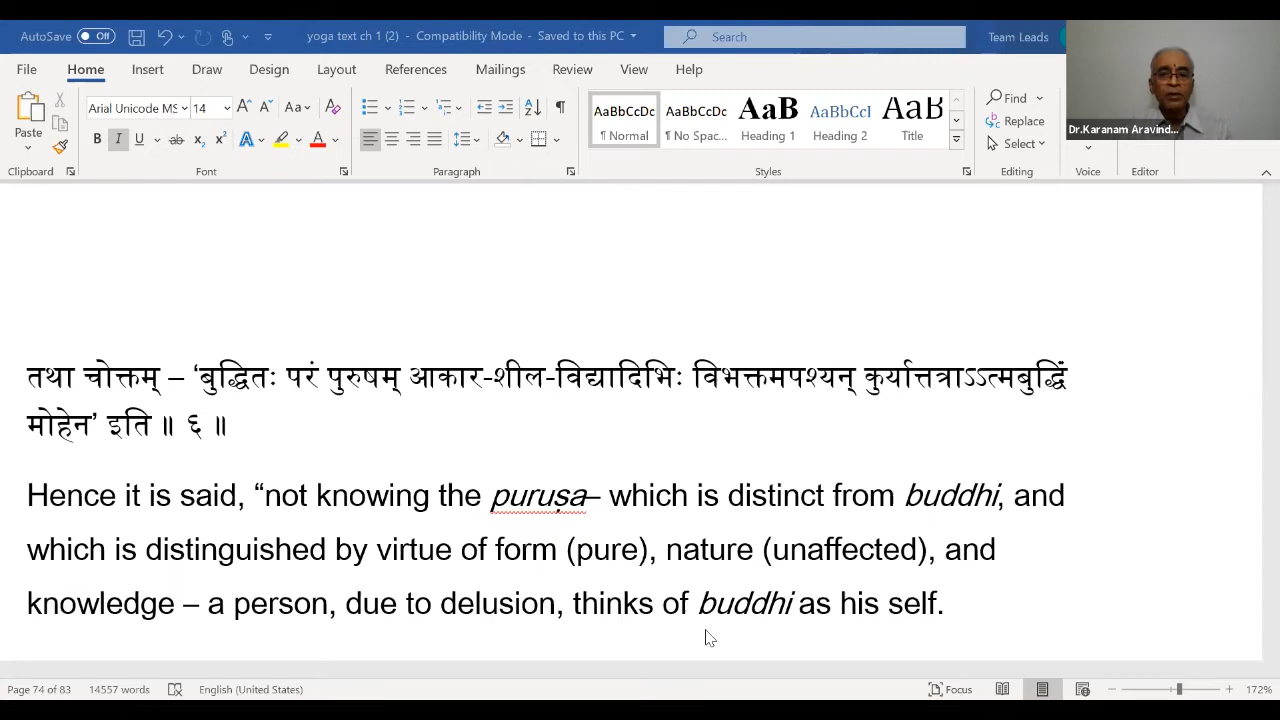 AutoSave Off yoga text ch 1 (2) - Compatibility Mode - Saved to this PC Search Team Leads
File Home Insert Draw Design Layout References Mailings Review View Help
Arial Unicode MS 14 Aa AaBbCcDc AaBbCcDc AaB AaBbCcI AaB Find
Paste B I U ab x₂ x² A A ¶ Normal ¶ No Spac... Heading 1 Heading 2 Title Replace
Select
Dr.Karanam Aravind...
Clipboard Font Paragraph Styles Editing Voice Editor
तथा चोक्तम् – ‘बुद्धितः परं पुरुषम् आकार-शील-विद्यादिभिः विभक्तमपश्यन् कुर्यात्तत्राऽऽत्मबुद्धिं
मोहेन’ इति ॥ ६ ॥
Hence it is said, “not knowing the puruṣa– which is distinct from buddhi, and
which is distinguished by virtue of form (pure), nature (unaffected), and
knowledge – a person, due to delusion, thinks of buddhi as his self.
Page 74 of 83 14557 words English (United States) Focus 172%